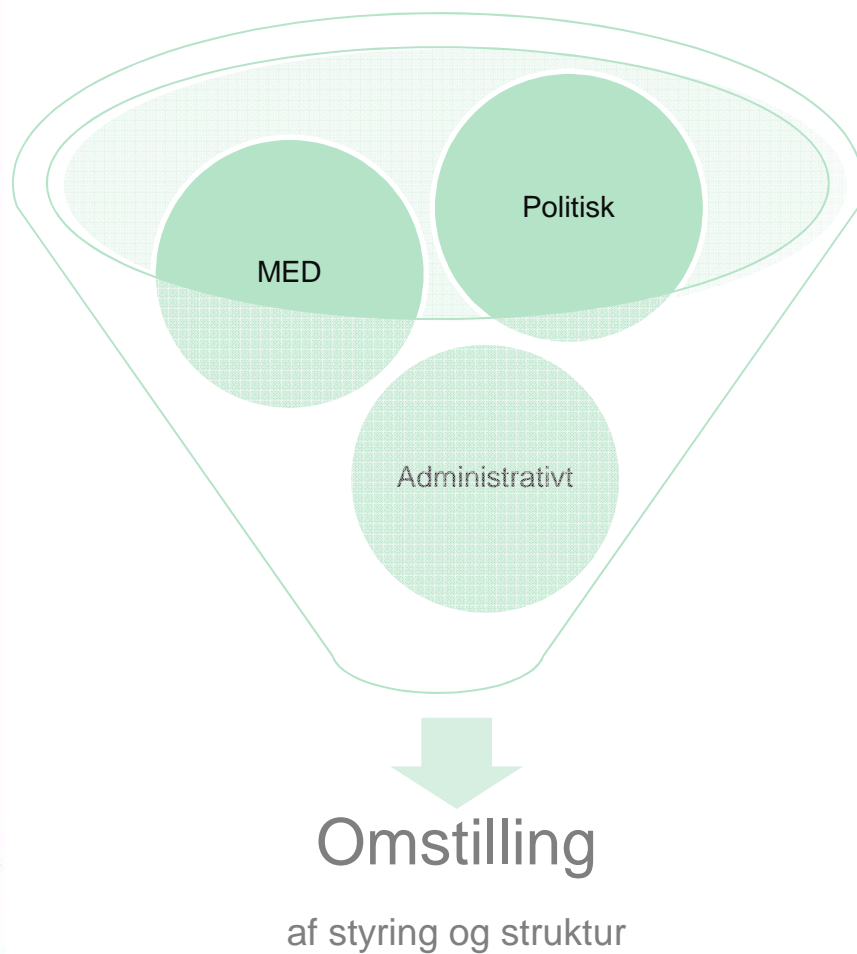 Politisk
MED
Administrativt
Omstilling
af styring og struktur